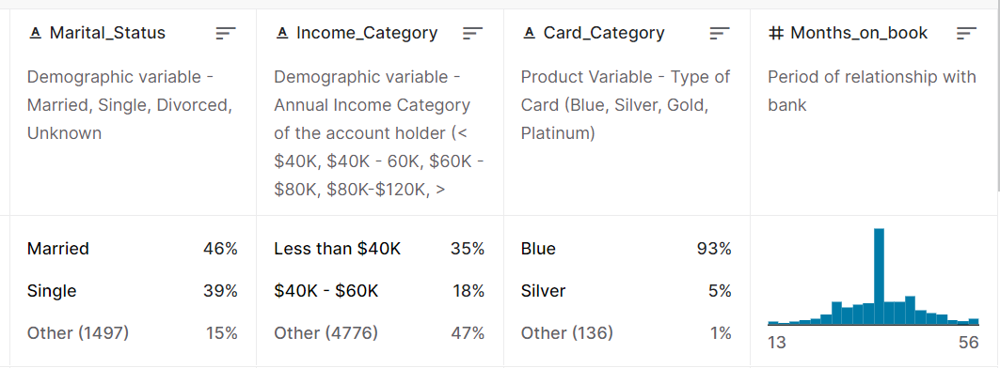 A Marital_Status
Demographic variable -
Married, Single, Divorced,
Unknown
Married 46%
Single 39%
Other (1497) 15%
A Income_Category
Demographic variable -
Annual Income Category
of the account holder (<
$40K, $40K - 60K, $60K -
$80K, $80K-$120K, >
Less than $40K 35%
$40K - $60K 18%
Other (4776) 47%
A Card_Category
Product Variable - Type of
Card (Blue, Silver, Gold,
Platinum)
Blue 93%
Silver 5%
Other (136) 1%
# Months_on_book
Period of relationship with
bank
13 56